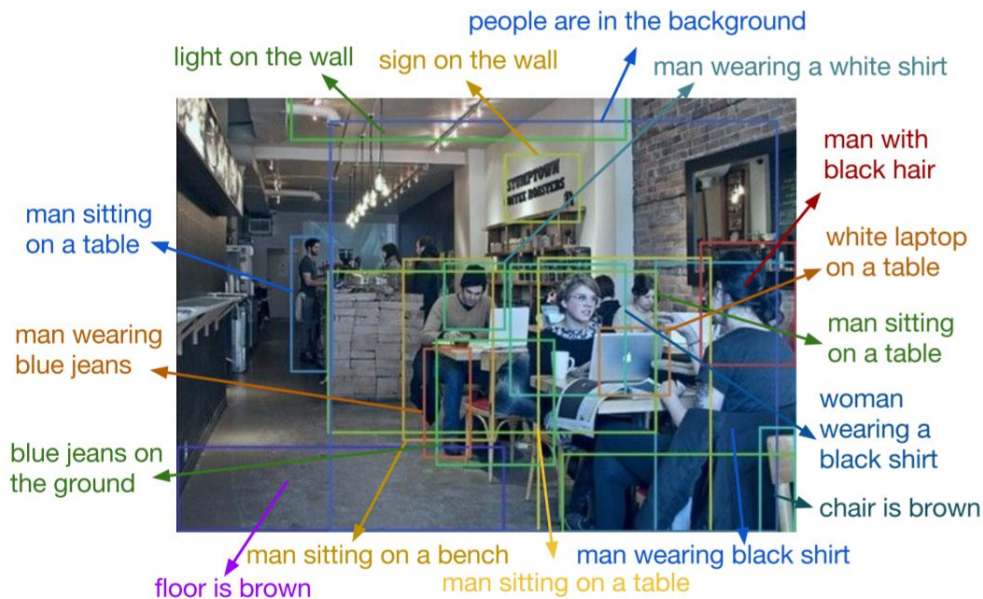 people are in the background
light on the wall
sign on the wall
man wearing a white shirt
man with
black hair
STUMPTOWN
COFFEE ROASTERS
man sitting
on a table
white laptop
on a table
man wearing
blue jeans
man sitting
on a table
woman
wearing a
black shirt
blue jeans on
the ground
chair is brown
man sitting on a bench
man wearing black shirt
floor is brown
man sitting on a table